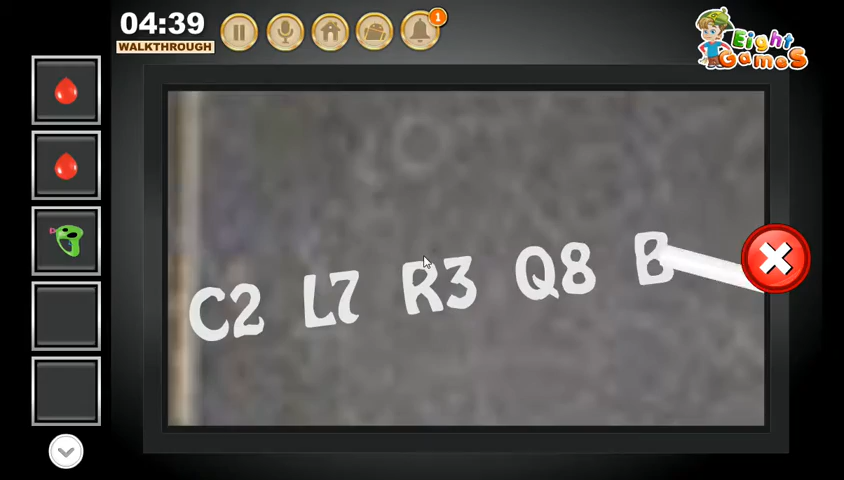 04:39
WALKTHROUGH
1
Eight
GameS
C2 L7 R3 Q8 B